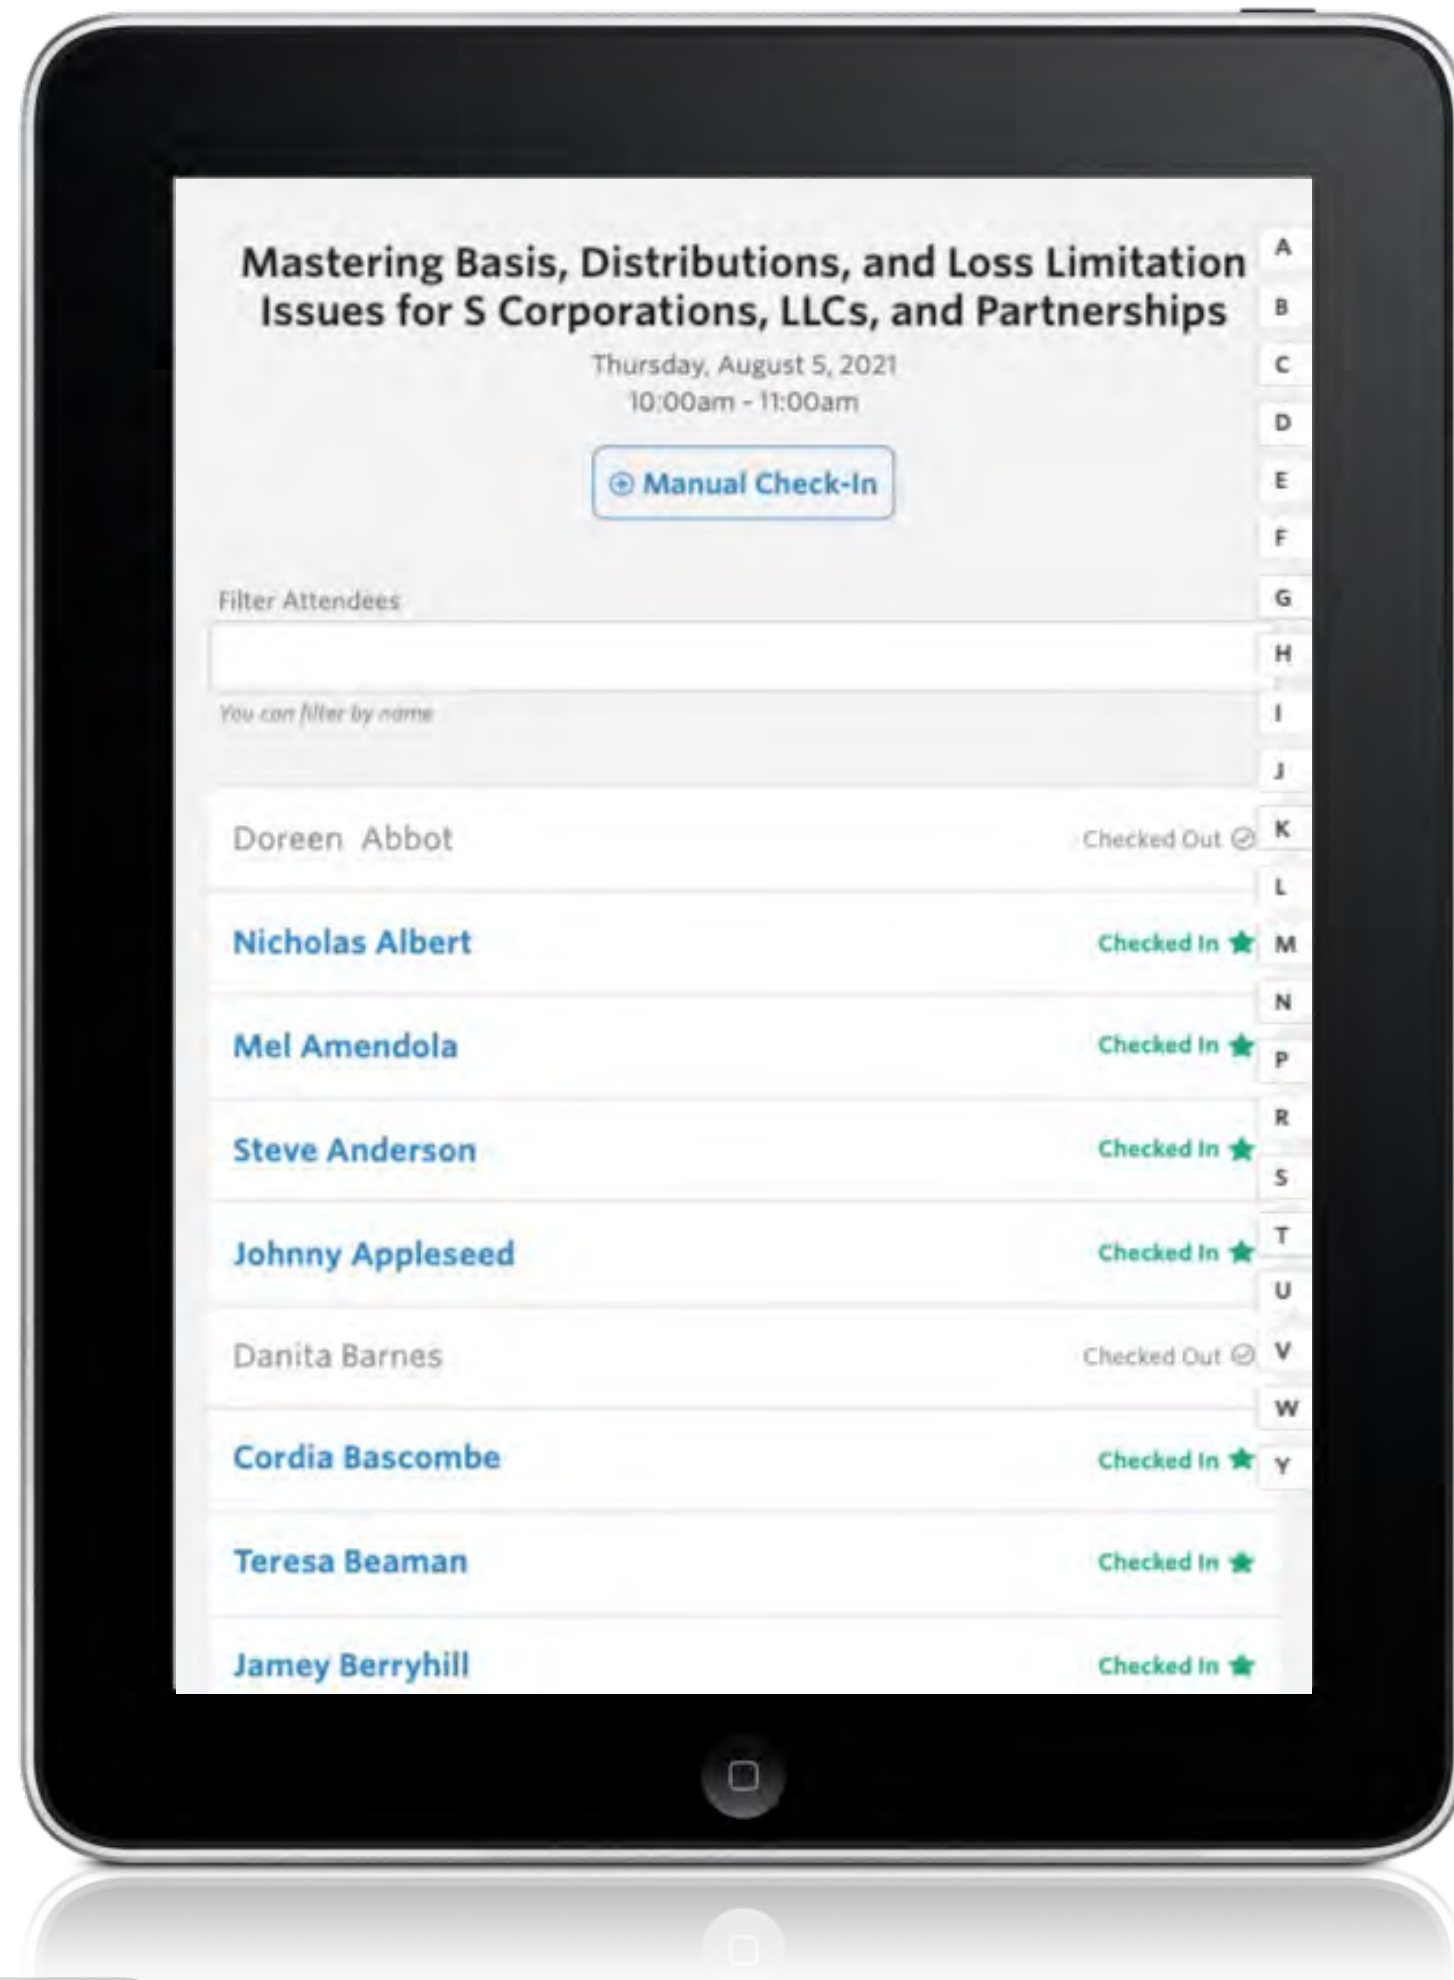 Mastering Basis, Distributions, and Loss Limitation
Issues for S Corporations, LLCs, and Partnerships
Thursday, August 5, 2021
10:00am - 11:00am
Manual Check-In
Filter Attendees
You can filter by name
Doreen Abbot Checked Out
Nicholas Albert Checked In
Mel Amendola Checked In
Steve Anderson Checked In
Johnny Appleseed Checked In
Danita Barnes Checked Out
Cordia Bascombe Checked In
Teresa Beaman Checked In
Jamey Berryhill Checked In
A
B
C
D
E
F
G
H
I
J
K
L
M
N
P
R
S
T
U
V
W
Y